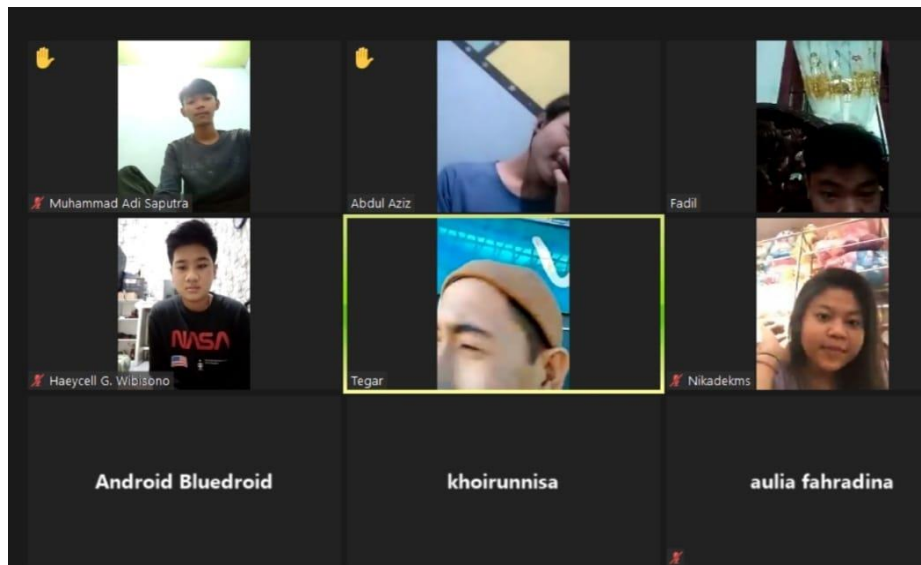 Muhammad Adi Saputra
Abdul Aziz
Fadil
NASA
Haeycell G. Wibisono
Tegar
Nikadekms
Android Bluedroid
khoirunnisa
aulia fahradina